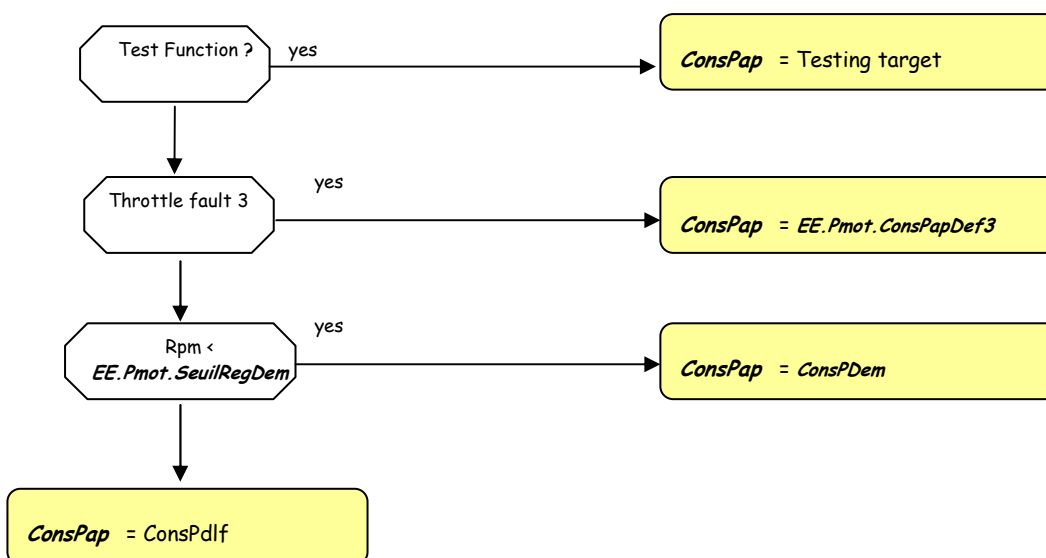 Test Function ?
yes
ConsPap = Testing target
Throttle fault 3
yes
ConsPap = EE.Pmot.ConsPapDef3
Rpm <
EE.Pmot.SeuilRegDem
yes
ConsPap = ConsPDem
ConsPap = ConsPdlf